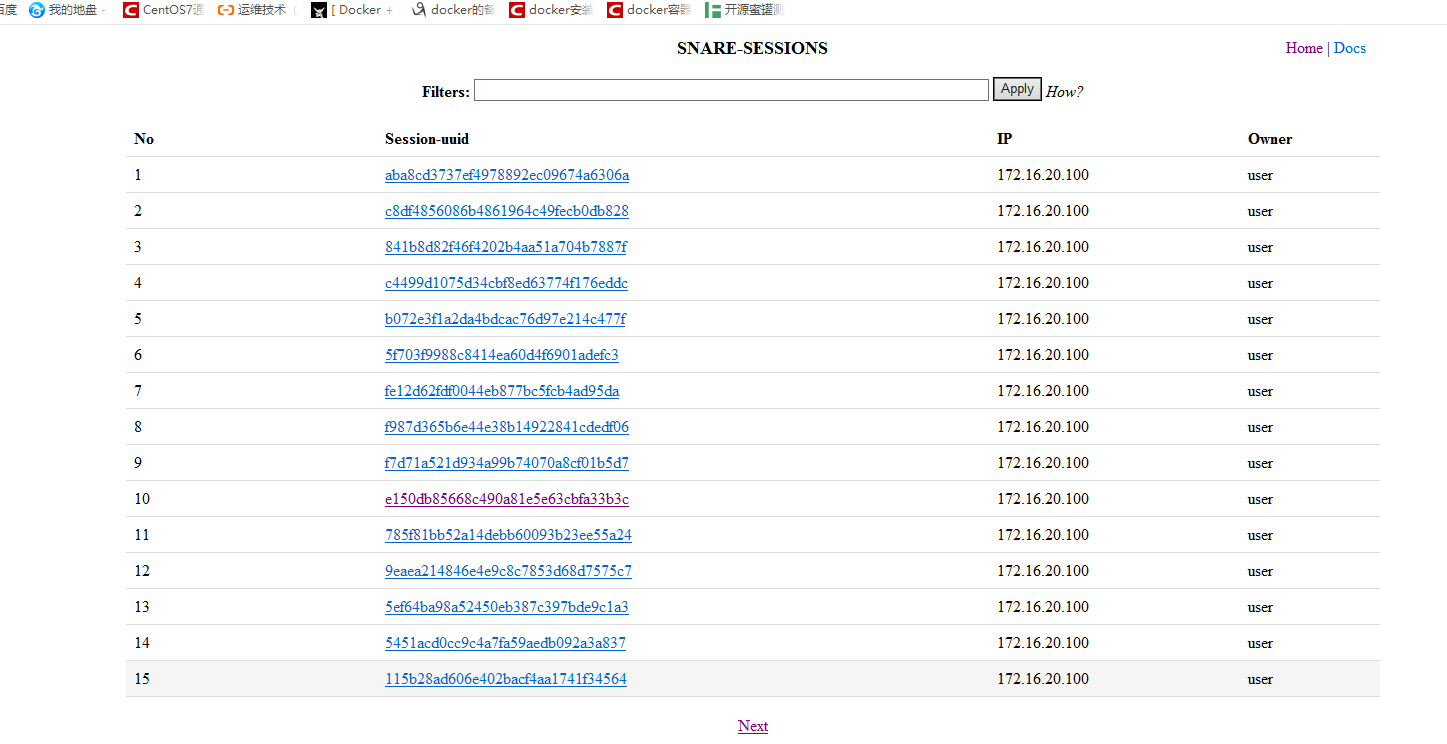 百度 我的地盘 - CentOS7通 运维技术 ( [ Docker + docker的备 docker安装 docker容器 开源蜜罐测
SNARE-SESSIONS
Home | Docs
Filters: Apply How?
No Session-uuid IP Owner
1 aba8cd3737ef4978892ec09674a6306a 172.16.20.100 user
2 c8df4856086b4861964c49fecb0db828 172.16.20.100 user
3 841b8d82f46f4202b4aa51a704b7887f 172.16.20.100 user
4 c4499d1075d34cbf8ed63774f176eddc 172.16.20.100 user
5 b072e3f1a2da4bdcac76d97e214c477f 172.16.20.100 user
6 5f703f9988c8414ea60d4f6901adefc3 172.16.20.100 user
7 fe12d62fdf0044eb877bc5fcb4ad95da 172.16.20.100 user
8 f987d365b6e44e38b14922841cdedf06 172.16.20.100 user
9 f7d71a521d934a99b74070a8cf01b5d7 172.16.20.100 user
10 e150db85668c490a81e5e63cbfa33b3c 172.16.20.100 user
11 785f81bb52a14debb60093b23ee55a24 172.16.20.100 user
12 9eaea214846e4e9c8c7853d68d7575c7 172.16.20.100 user
13 5ef64ba98a52450eb387c397bde9c1a3 172.16.20.100 user
14 5451acd0cc9c4a7fa59aedb092a3a837 172.16.20.100 user
15 115b28ad606e402bacf4aa1741f34564 172.16.20.100 user
Next